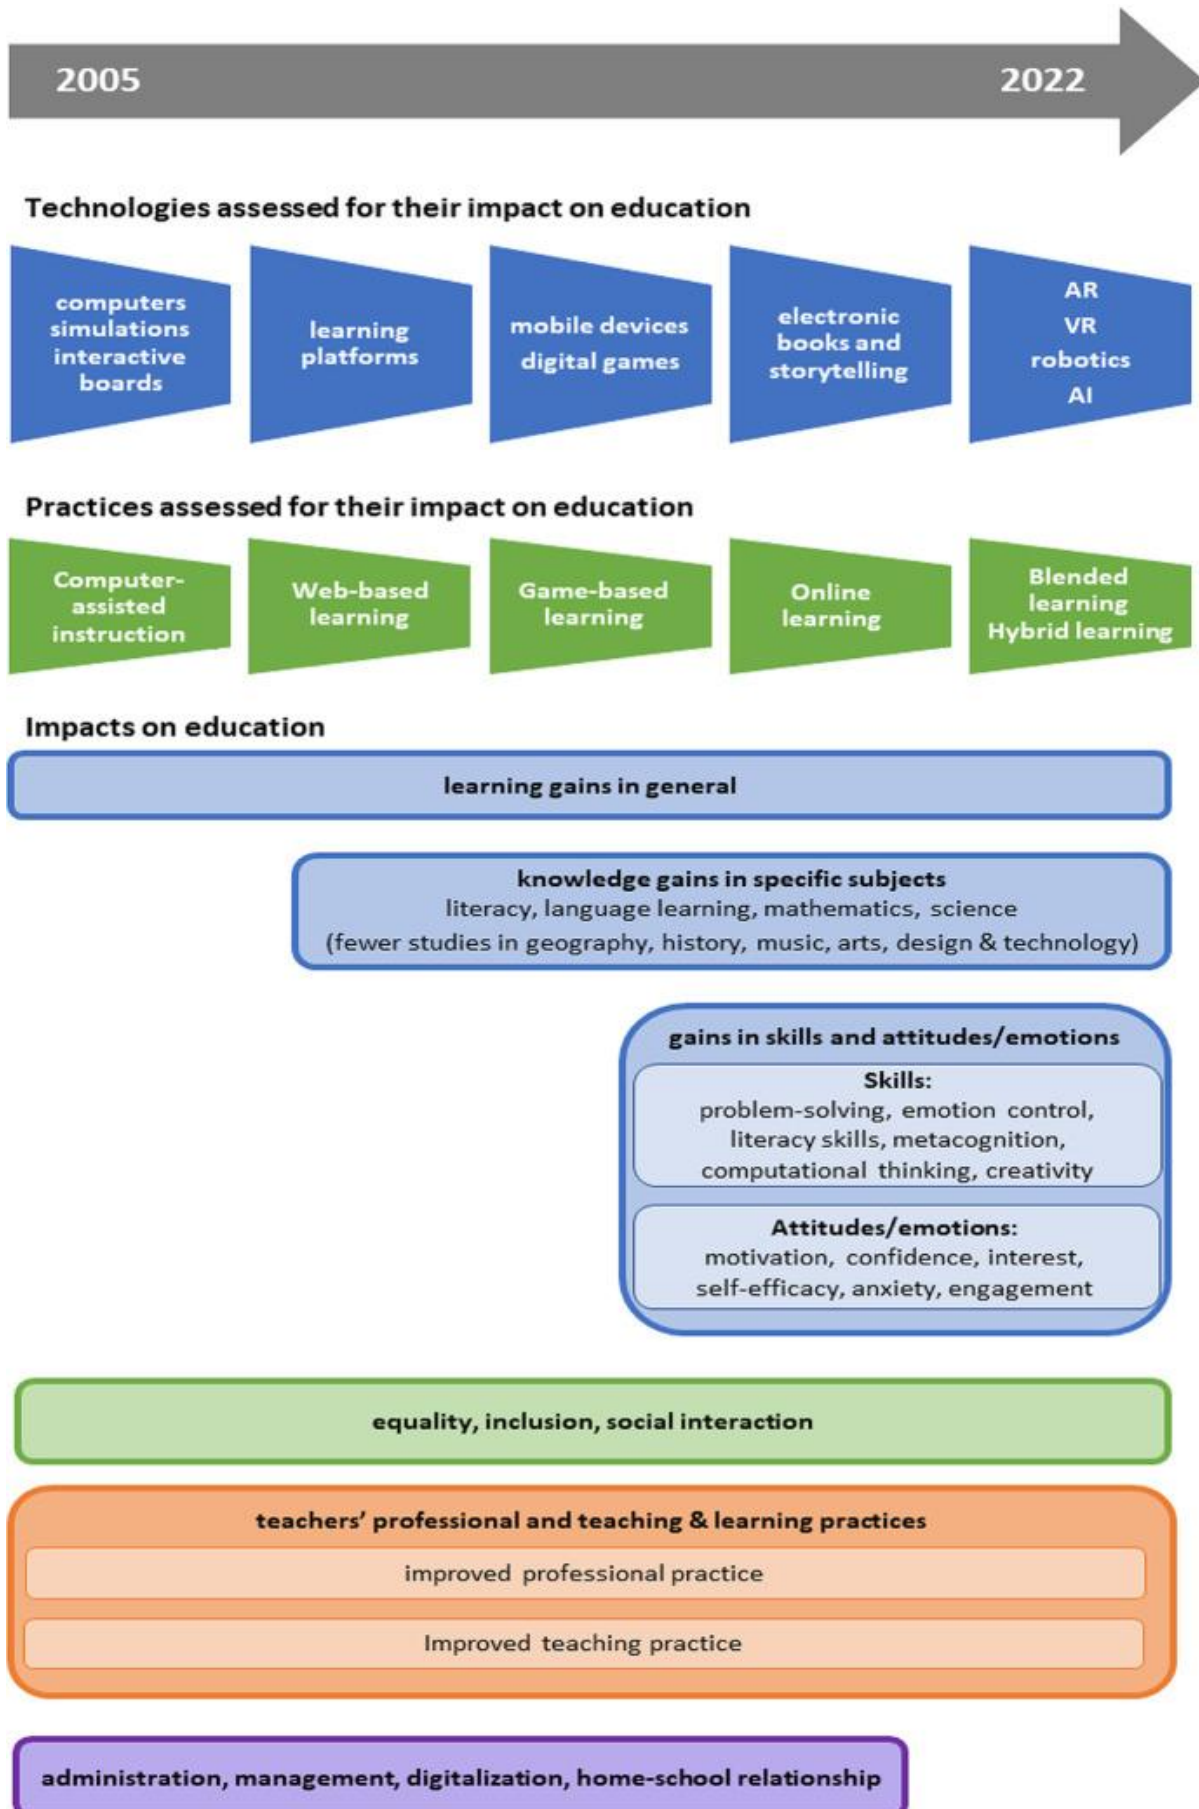 2005
2022
Technologies assessed for their impact on education
computers
simulations
interactive
boards
learning
platforms
mobile devices
digital games
electronic
books and
storytelling
AR
VR
robotics
AI
Practices assessed for their impact on education
Computer-
assisted
instruction
Web-based
learning
Game-based
learning
Online
learning
Blended
learning
Hybrid learning
Impacts on education
learning gains in general
knowledge gains in specific subjects
literacy, language learning, mathematics, science
(fewer studies in geography, history, music, arts, design & technology)
gains in skills and attitudes/emotions
Skills:
problem-solving, emotion control,
literacy skills, metacognition,
computational thinking, creativity
Attitudes/emotions:
motivation, confidence, interest,
self-efficacy, anxiety, engagement
equality, inclusion, social interaction
teachers’ professional and teaching & learning practices
improved professional practice
Improved teaching practice
administration, management, digitalization, home-school relationship